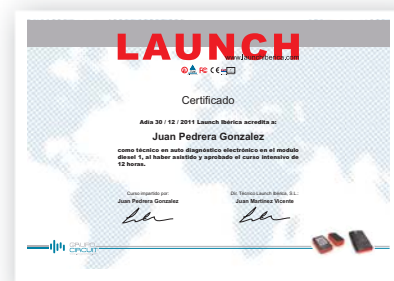 LAUNCH
www.launchiberica.com
Certificado
Adía 30 / 12 / 2011 Launch Ibérica acredita a:
Juan Pedrera Gonzalez
como técnico en auto diagnóstico electrónico en el modulo
diesel 1, al haber asistido y aprobado el curso intensivo de
12 horas.
Curso impartido por:
Juan Pedrera Gonzalez
Dir. Técnico Launch Ibérica, S.L.:
Juan Martinez Vicente
GRUPO
CIRCUIT